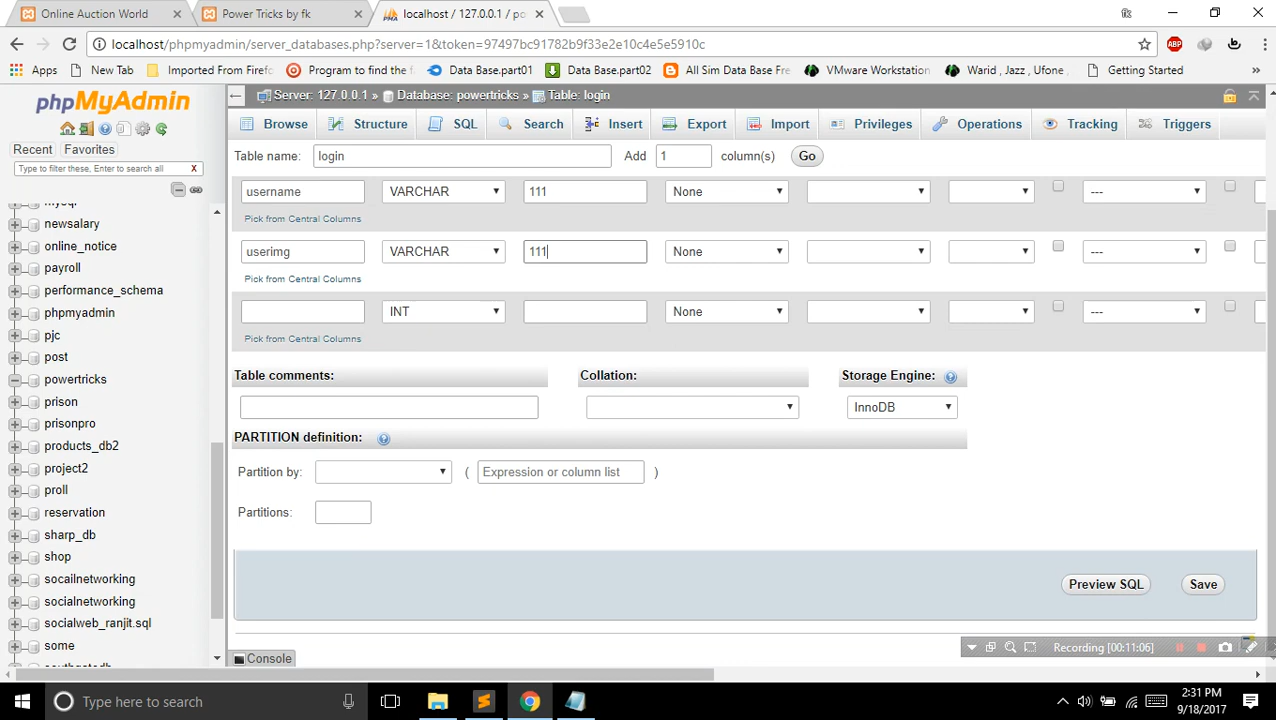 Online Auction World
Power Tricks by fk
localhost / 127.0.0.1 / po
localhost/phpmyadmin/server_databases.php?server=1&token=97497bc91782b9f33e2e10c4e5e5910c
ABP
Apps
New Tab
Imported From Firefo
Program to find the f
Data Base.part01
Data Base.part02
All in Data Base Fre
VMware Workstation
Warid , Jazz , Ufone ,
Getting Started
»
phpMyAdmin
Recent
Favorites
Type to filter these, Enter to search all
X
newsalary
online_notice
payroll
performance_schema
phpmyadmin
pjc
post
powertricks
prison
prisonpro
products_db2
project2
proll
reservation
sharp_db
shop
socailnetworking
socialnetworking
socialweb_ranjit.sql
some
Server: 127.0.0.1 » Database: powertricks » Table: login
Browse
Structure
SQL
Search
Insert
Export
Import
Privileges
Operations
Tracking
Triggers
Table name: login Add 1 column(s) Go
username VARCHAR 111 None ---
Pick from Central Columns
userimg VARCHAR 111 None ---
Pick from Central Columns
INT None ---
Pick from Central Columns
Table comments: Collation: Storage Engine:
InnoDB
PARTITION definition:
Partition by: ( Expression or column list )
Partitions:
Preview SQL Save
Console
Recording [00:11:06]
Type here to search
2:31 PM
9/18/2017